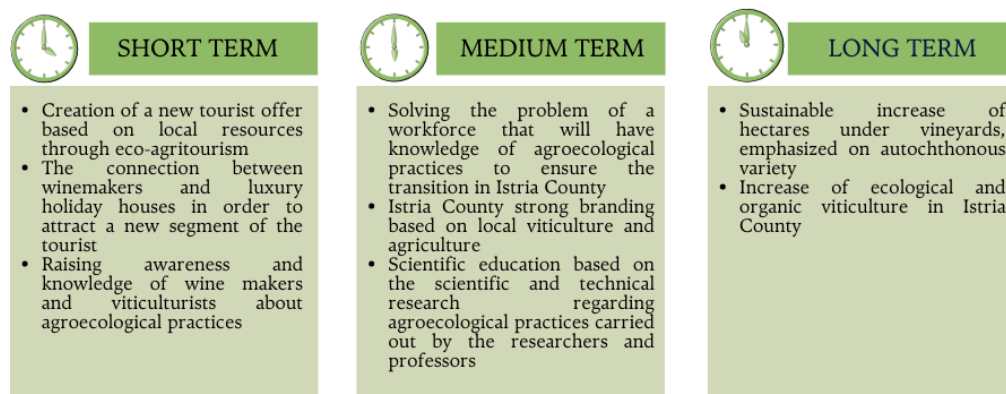 SHORT TERM
• Creation of a new tourist offer
based on local resources
through eco-agritourism
• The connection between
winemakers and luxury
holiday houses in order to
attract a new segment of the
tourist
• Raising awareness and
knowledge of wine makers
and viticulturists about
agroecological practices
MEDIUM TERM
• Solving the problem of a
workforce that will have
knowledge of agroecological
practices to ensure the
transition in Istria County
• Istria County strong branding
based on local viticulture and
agriculture
• Scientific education based on
the scientific and technical
research regarding
agroecological practices carried
out by the researchers and
professors
LONG TERM
• Sustainable increase of
hectares under vineyards,
emphasized on autochthonous
variety
• Increase of ecological and
organic viticulture in Istria
County